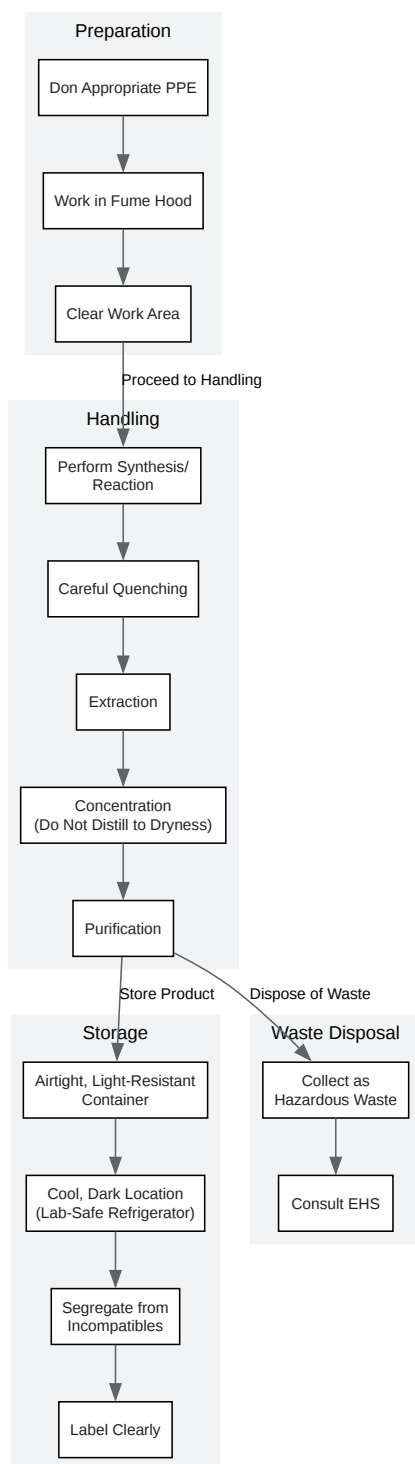 Preparation
Don Appropriate PPE
Work in Fume Hood
Clear Work Area
Proceed to Handling
Handling
Perform Synthesis/
Reaction
Careful Quenching
Extraction
Concentration
(Do Not Distill to Dryness)
Purification
Store Product
Dispose of Waste
Storage
Waste Disposal
Airtight, Light-Resistant
Container
Collect as
Hazardous Waste
Cool, Dark Location
(Lab-Safe Refrigerator)
Consult EHS
Segregate from
Incompatibles
Label Clearly